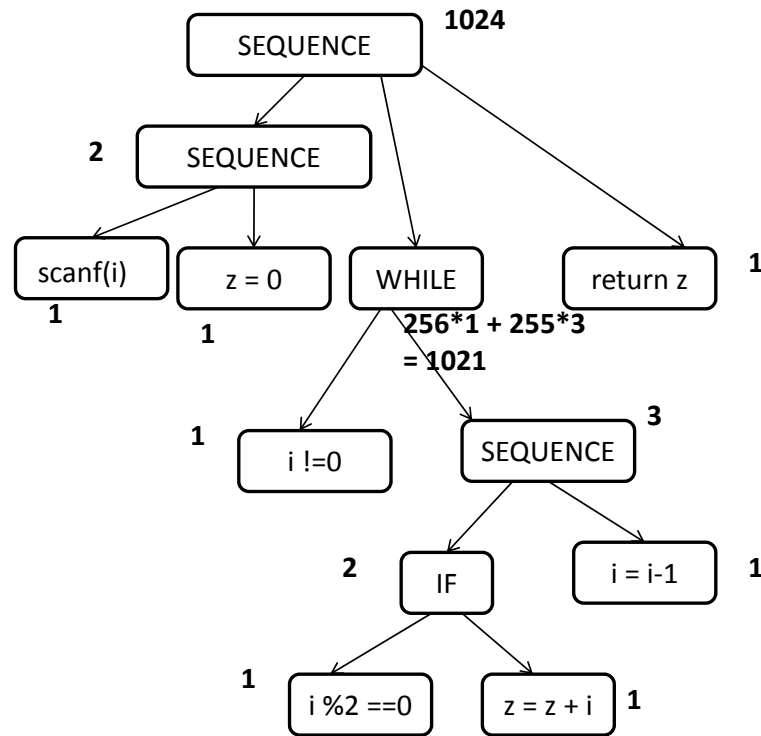 1024
SEQUENCE
2
SEQUENCE
scanf(i)
z = 0
WHILE
return z
1
1
1
256*1 + 255*3
= 1021
1
i !=0
3
SEQUENCE
2
IF
i = i-1
1
1
i %2 ==0
z = z + i
1